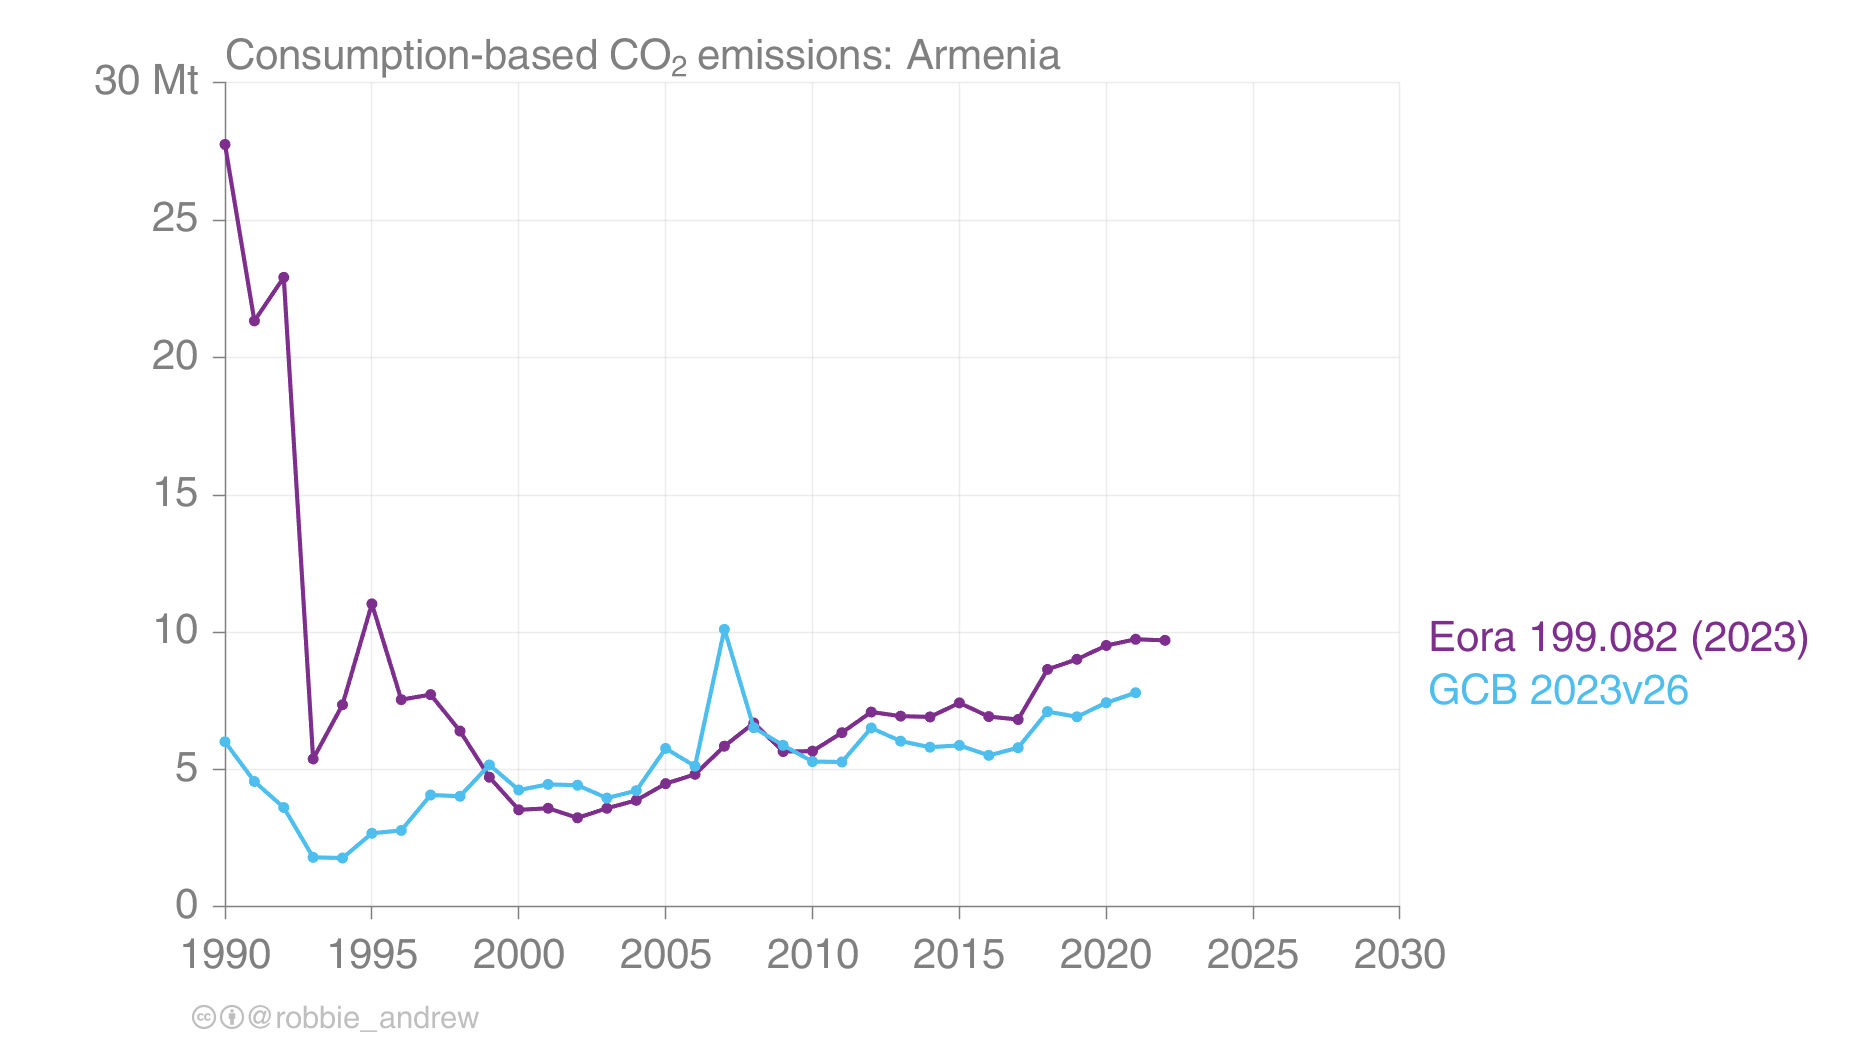 Consumption-based CO₂ emissions: Armenia
30 Mt
25
20
15
10
5
0
1990 1995 2000 2005 2010 2015 2020 2025 2030
Eora 199.082 (2023)
GCB 2023v26
@robbie_andrew